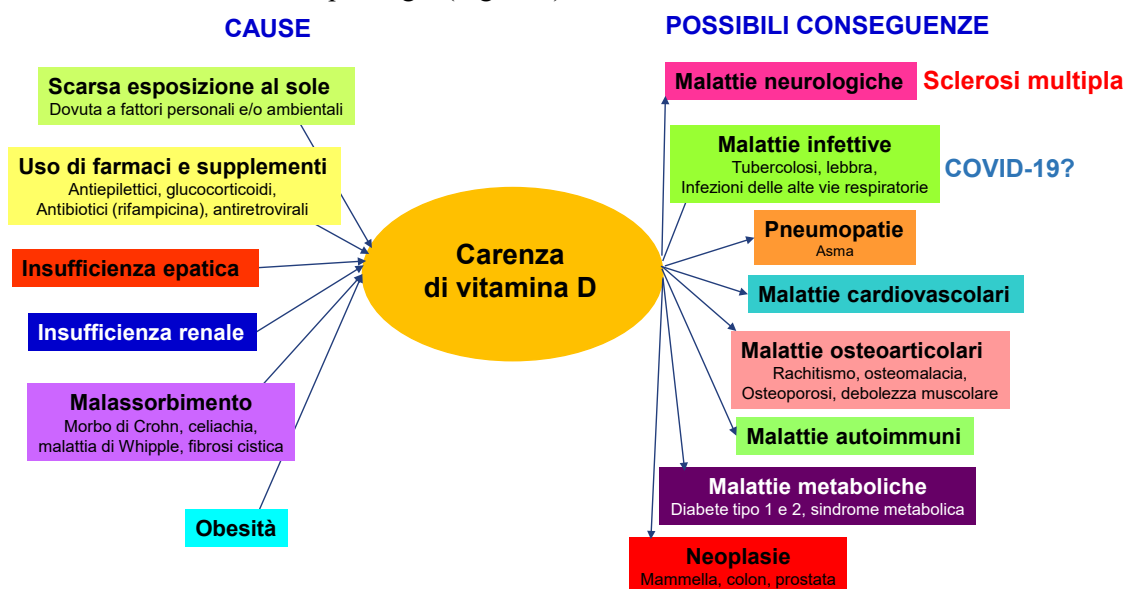 CAUSE
Scarsa esposizione al sole
Dovuta a fattori personali e/o ambientali
Uso di farmaci e supplementi
Antiepilettici, glucocorticoidi,
Antibiotici (rifampicina), antiretrovirali
Insufficienza epatica
Insufficienza renale
Malassorbimento
Morbo di Crohn, celiachia,
malattia di Whipple, fibrosi cistica
Obesità
Carenza
di vitamina D
POSSIBILI CONSEGUENZE
Malattie neurologiche
Sclerosi multipla
Malattie infettive
Tubercolosi, lebbra,
Infezioni delle alte vie respiratorie
COVID-19?
Pneumopatie
Asma
Malattie cardiovascolari
Malattie osteoarticolari
Rachitismo, osteomalacia,
Osteoporosi, debolezza muscolare
Malattie autoimmuni
Malattie metaboliche
Diabete tipo 1 e 2, sindrome metabolica
Neoplasie
Mammella, colon, prostata